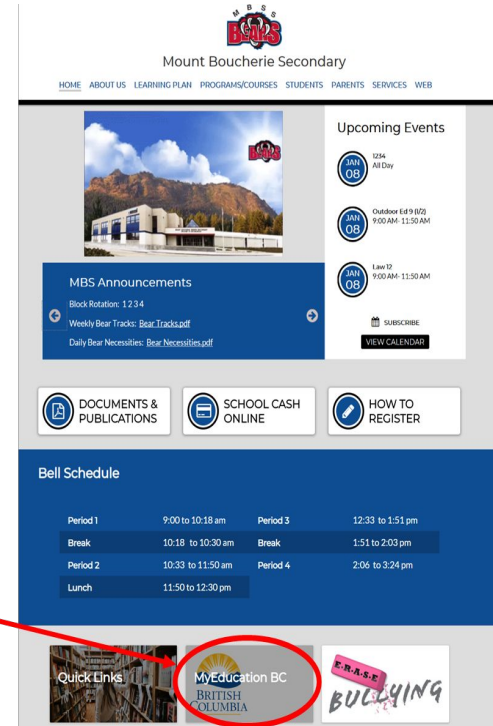 MBSS
BEARS
Mount Boucherie Secondary
HOME ABOUT US LEARNING PLAN PROGRAMS/COURSES STUDENTS PARENTS SERVICES WEB
BEARS
MBS Announcements
Block Rotation: 1 2 3 4
Weekly Bear Tracks: Bear Tracks.pdf
Daily Bear Necessities: Bear Necessities.pdf
Upcoming Events
JAN 08
1234
All Day
JAN 08
Outdoor Ed 9 (1/2)
9:00 AM- 11:50 AM
JAN 08
Law 12
9:00 AM- 11:50 AM
SUBSCRIBE
VIEW CALENDAR
DOCUMENTS &
PUBLICATIONS
SCHOOL CASH
ONLINE
HOW TO
REGISTER
Bell Schedule
Period 1 9:00 to 10:18 am Period 3 12:33 to 1:51 pm
Break 10:18 to 10:30 am Break 1:51 to 2:03 pm
Period 2 10:33 to 11:50 am Period 4 2:06 to 3:24 pm
Lunch 11:50 to 12:30 pm
Quick Links
MyEducation BC
BRITISH
COLUMBIA
E.R.A.S.E
BULLYING